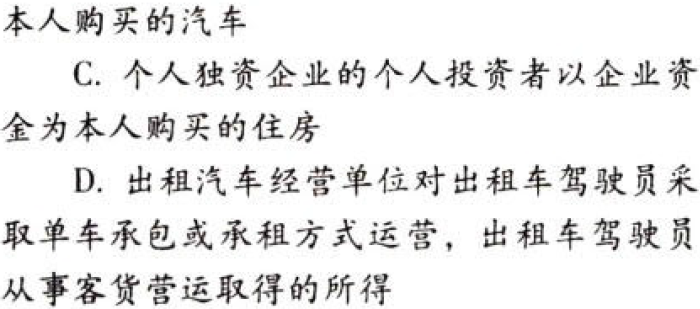 本人购买的汽车
C. 个人独资企业的个人投资者以企业资
金为本人购买的住房
D. 出租汽车经营单位对出租车驾驶员采
取单车承包或承租方式运营，出租车驾驶员
从事客货营运取得的所得